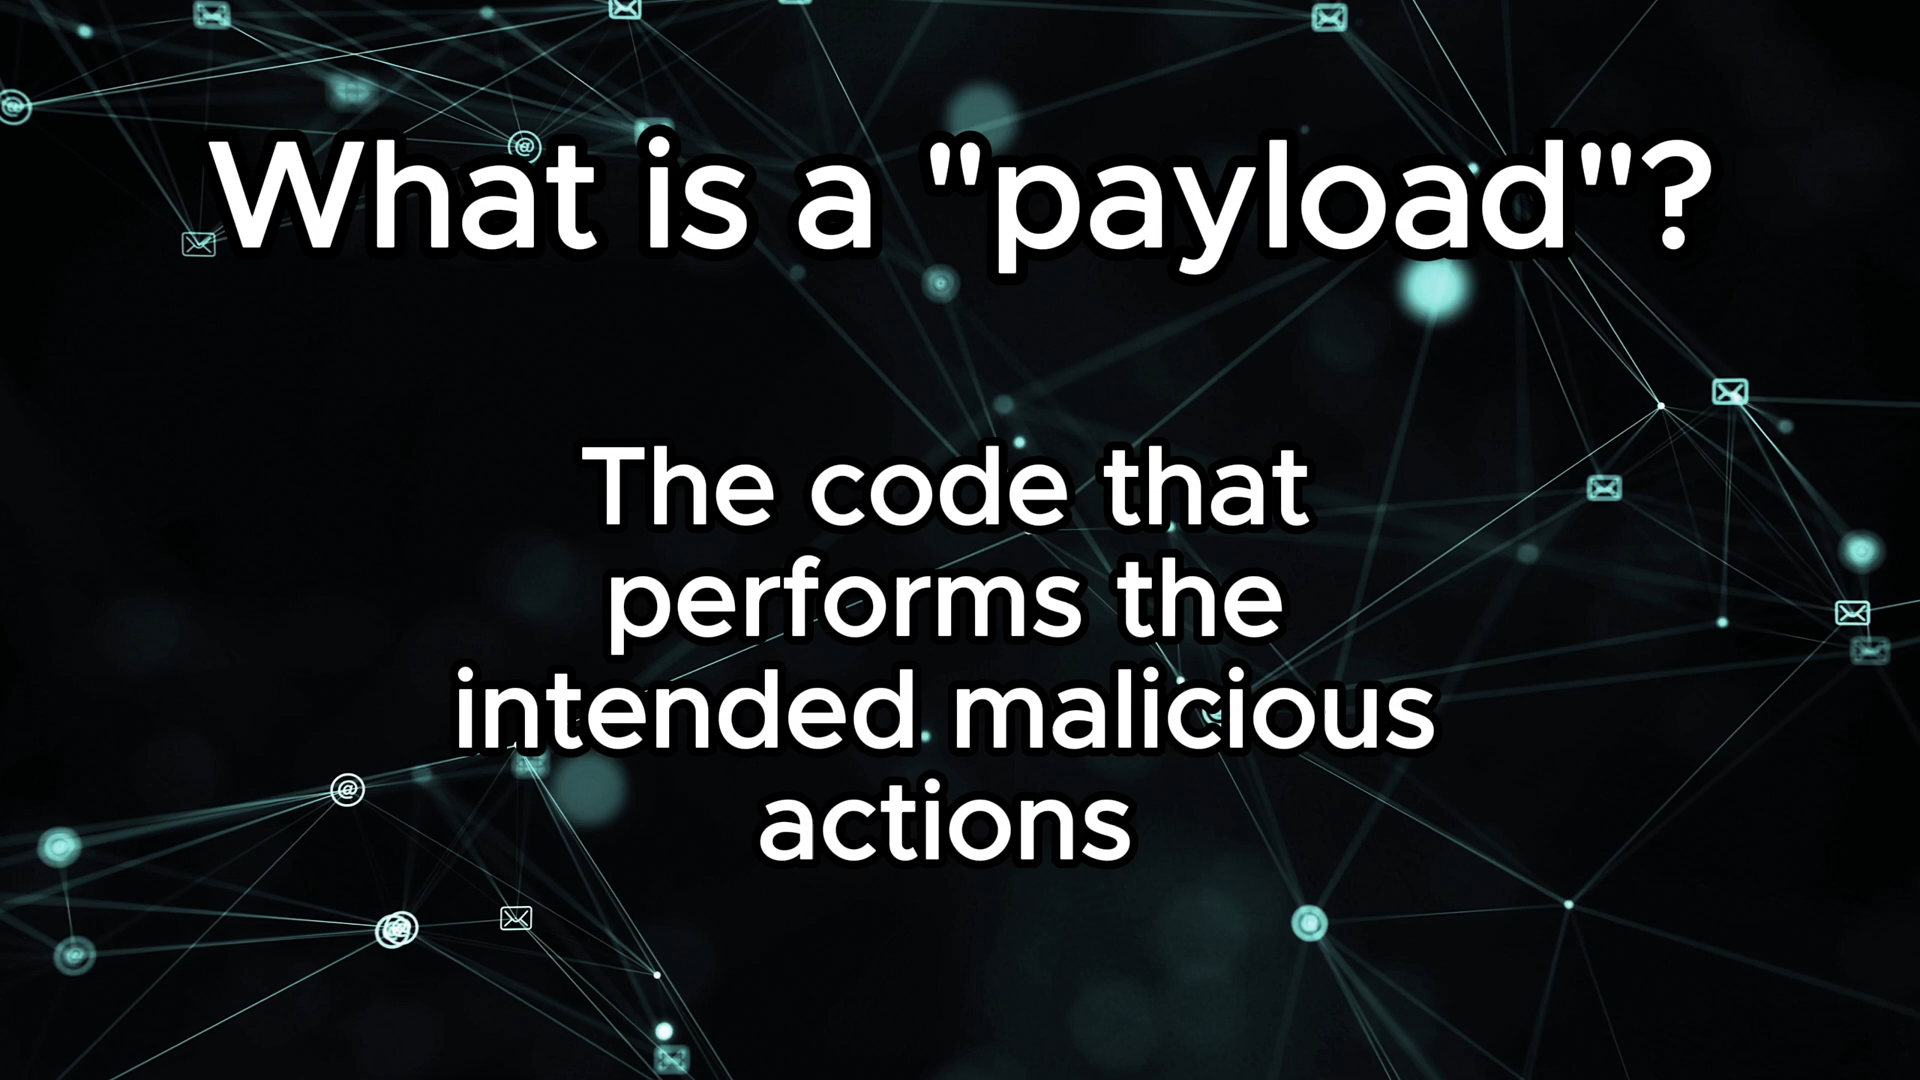 What is a "payload"?
The code that
performs the
intended malicious
actions